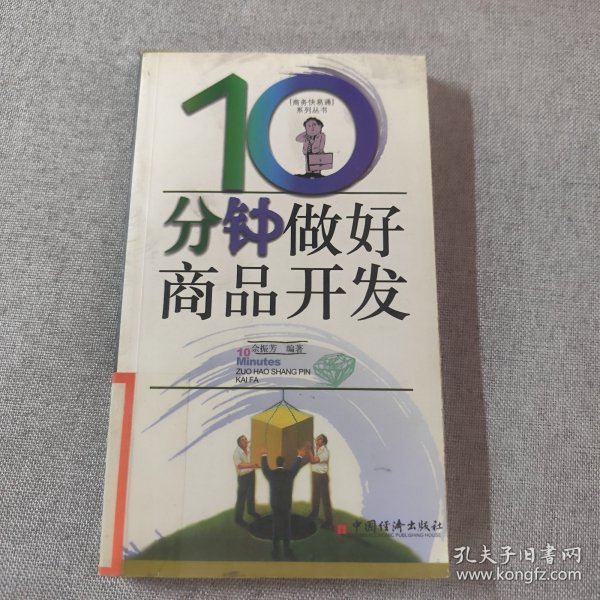 10
[商务快易通]
系列丛书
分钟做好
商品开发
余振芳 编著
10
Minutes
ZUO HAO SHANG PIN
KAI FA
中国经济出版社
孔夫子旧书网
www.kongfz.com